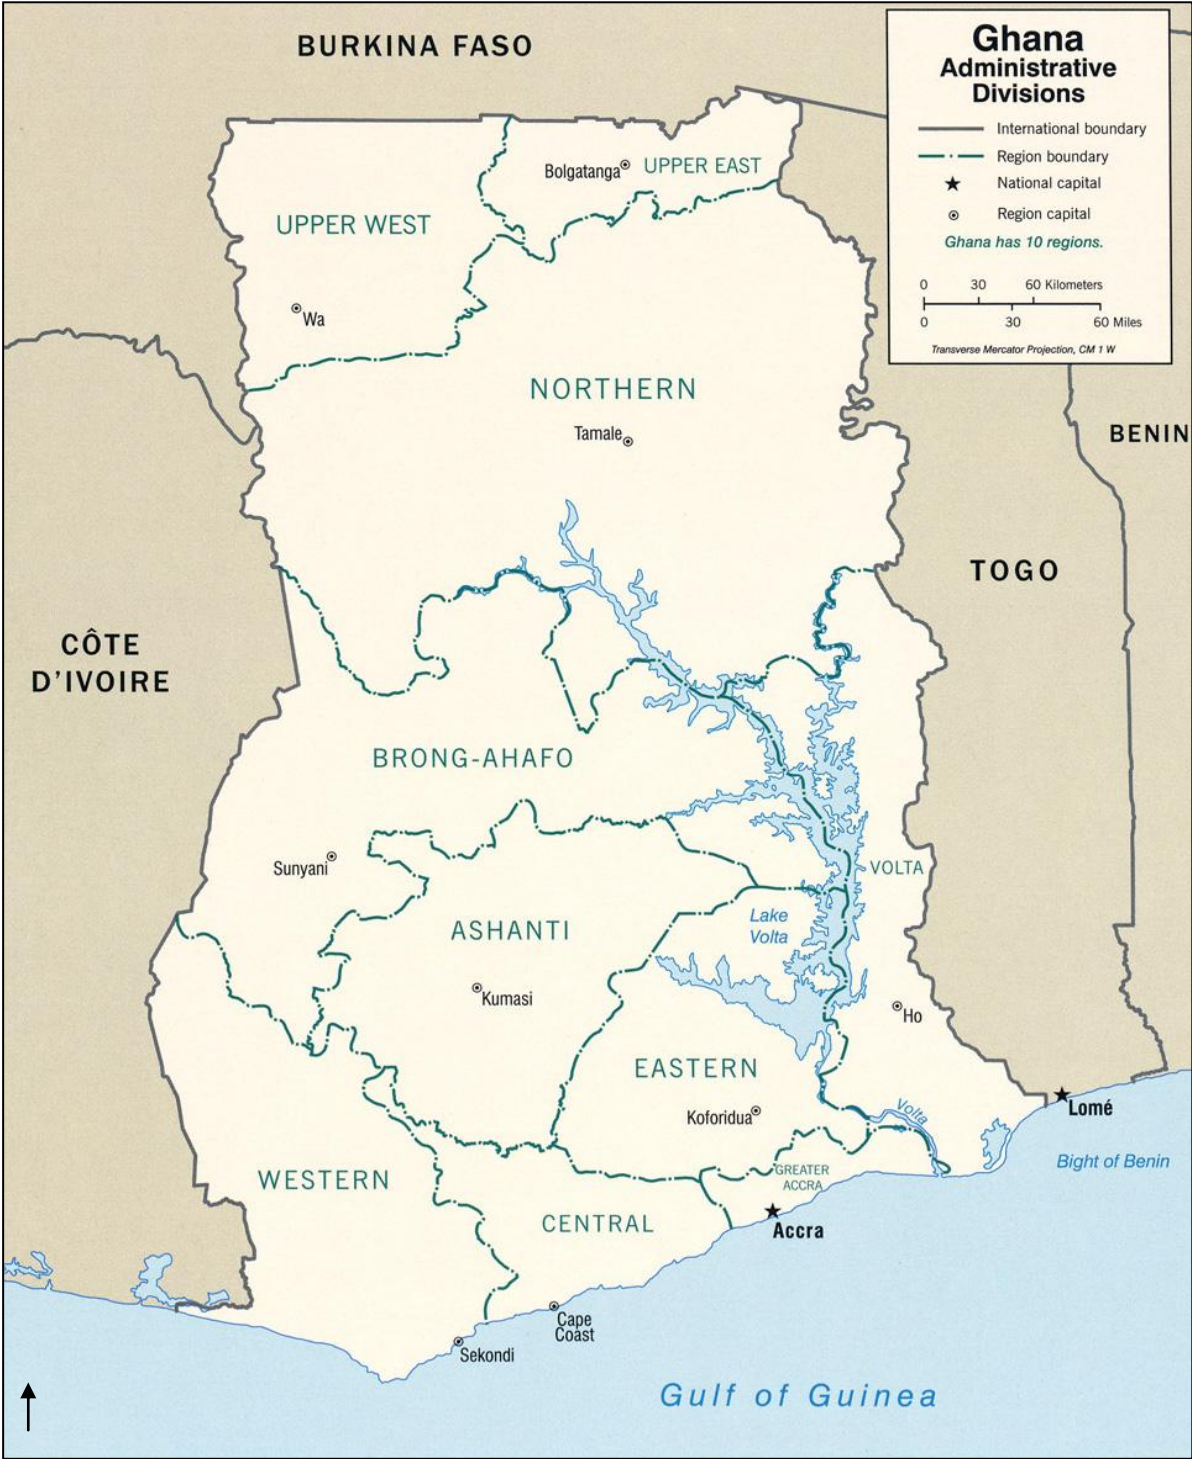 BURKINA FASO
Ghana
Administrative
Divisions
International boundary
Region boundary
National capital
Region capital
Ghana has 10 regions.
0 30 60 Kilometers
0 30 60 Miles
Transverse Mercator Projection, CM 1 W
Bolgatanga
UPPER EAST
UPPER WEST
Wa
NORTHERN
Tamale
BENIN
TOGO
CÔTE
D'IVOIRE
BRONG-AHAFO
Sunyani
VOLTA
ASHANTI
Lake
Volta
Kumasi
Ho
EASTERN
Koforidua
Volta
Lomé
Bight of Benin
WESTERN
GREATER
ACCRA
CENTRAL
Accra
Cape
Coast
Sekondi
Gulf of Guinea